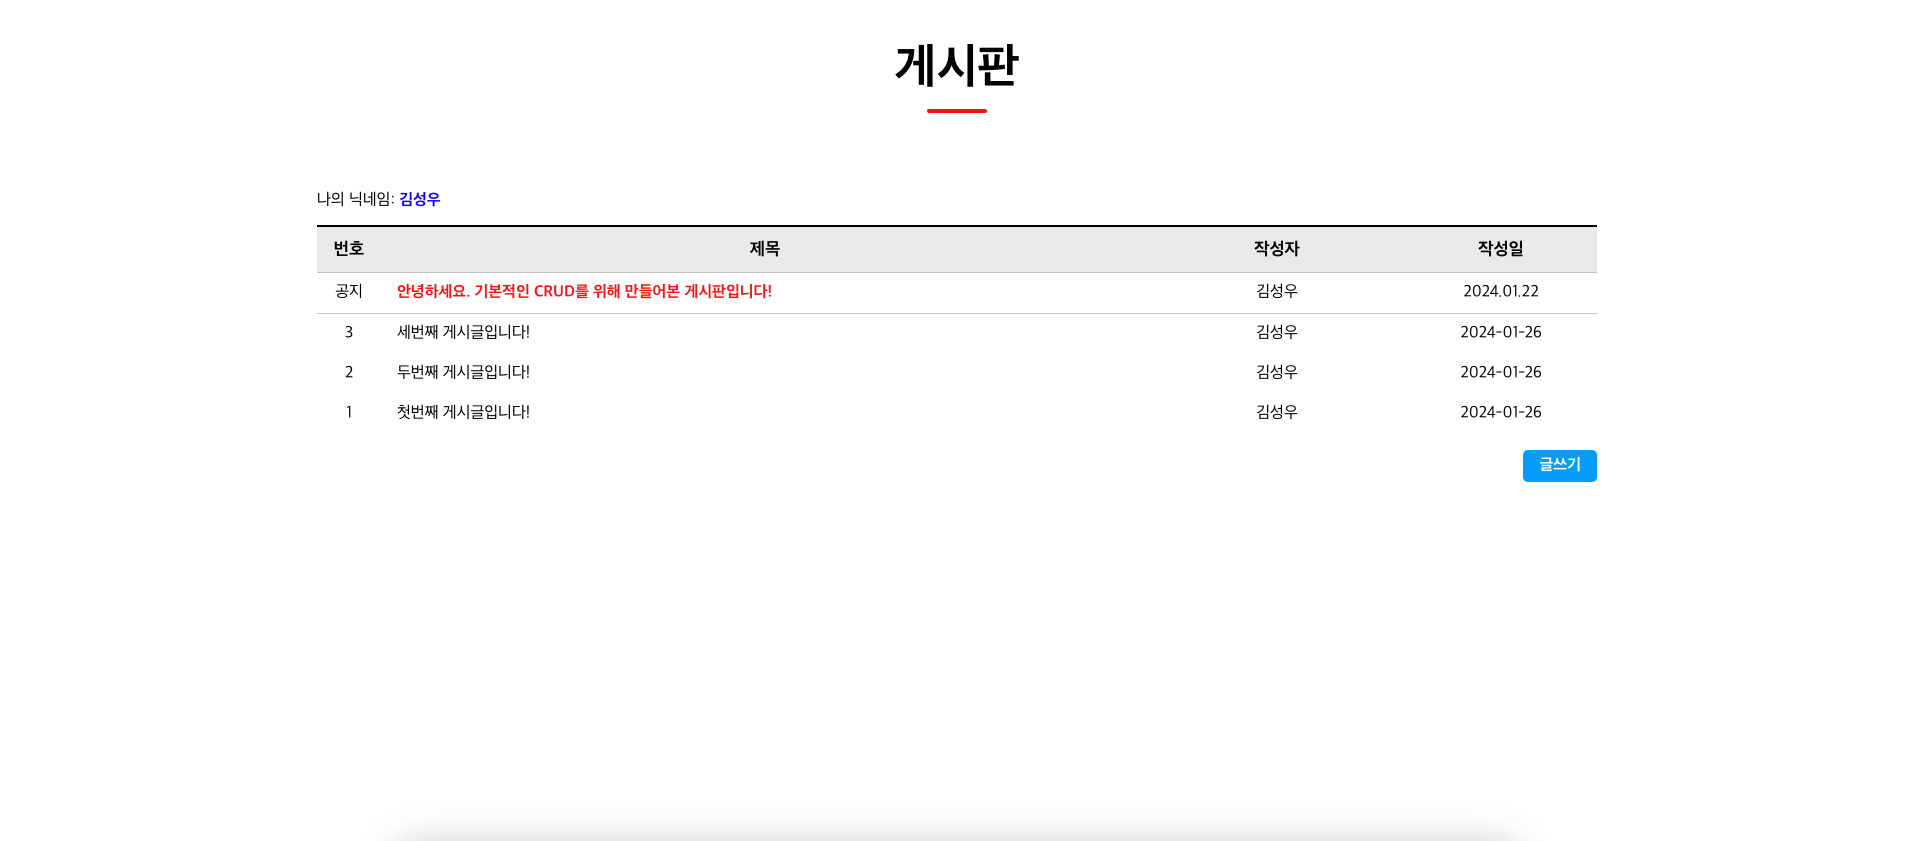 게시판
나의 닉네임: 김성우
번호 제목 작성자 작성일
공지 안녕하세요. 기본적인 CRUD를 위해 만들어본 게시판입니다! 김성우 2024.01.22
3 세번째 게시글입니다! 김성우 2024-01-26
2 두번째 게시글입니다! 김성우 2024-01-26
1 첫번째 게시글입니다! 김성우 2024-01-26
글쓰기